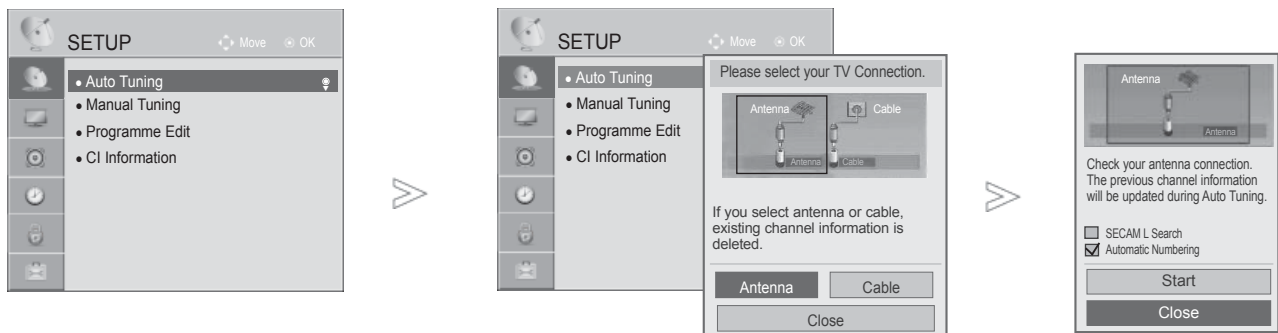 SETUP
Move OK
• Auto Tuning
• Manual Tuning
• Programme Edit
• CI Information
>
SETUP
Move OK
• Auto Tuning
• Manual Tuning
• Programme Edit
• CI Information
Please select your TV Connection.
Antenna Cable
Antenna Cable
If you select antenna or cable,
existing channel information is
deleted.
Antenna Cable
Close
>
Antenna
Antenna
Check your antenna connection.
The previous channel information
will be updated during Auto Tuning.
SECAM L Search
Automatic Numbering
Start
Close